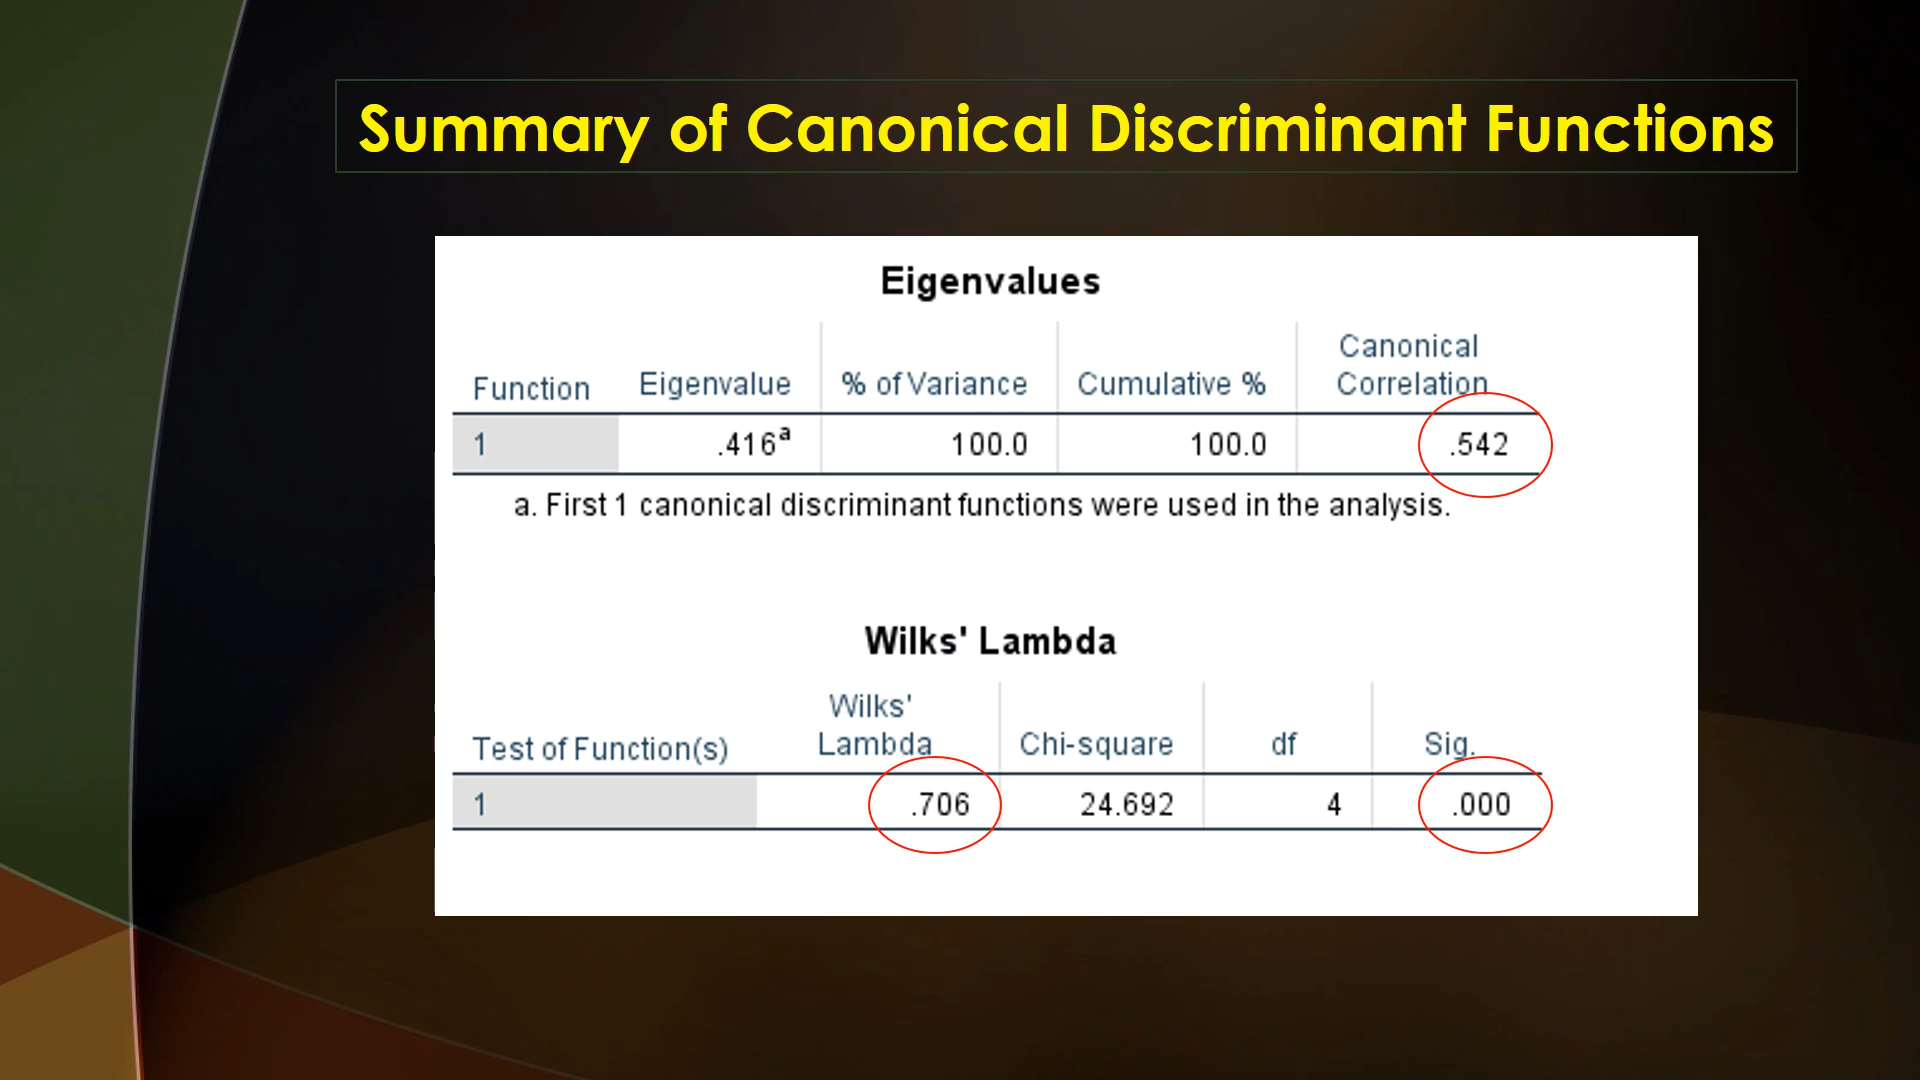 Summary of Canonical Discriminant Functions
Eigenvalues
Function Eigenvalue % of Variance Cumulative % Canonical Correlation
1 .416a 100.0 100.0 .542
a. First 1 canonical discriminant functions were used in the analysis.
Wilks' Lambda
Test of Function(s) Wilks' Lambda Chi-square df Sig.
1 .706 24.692 4 .000